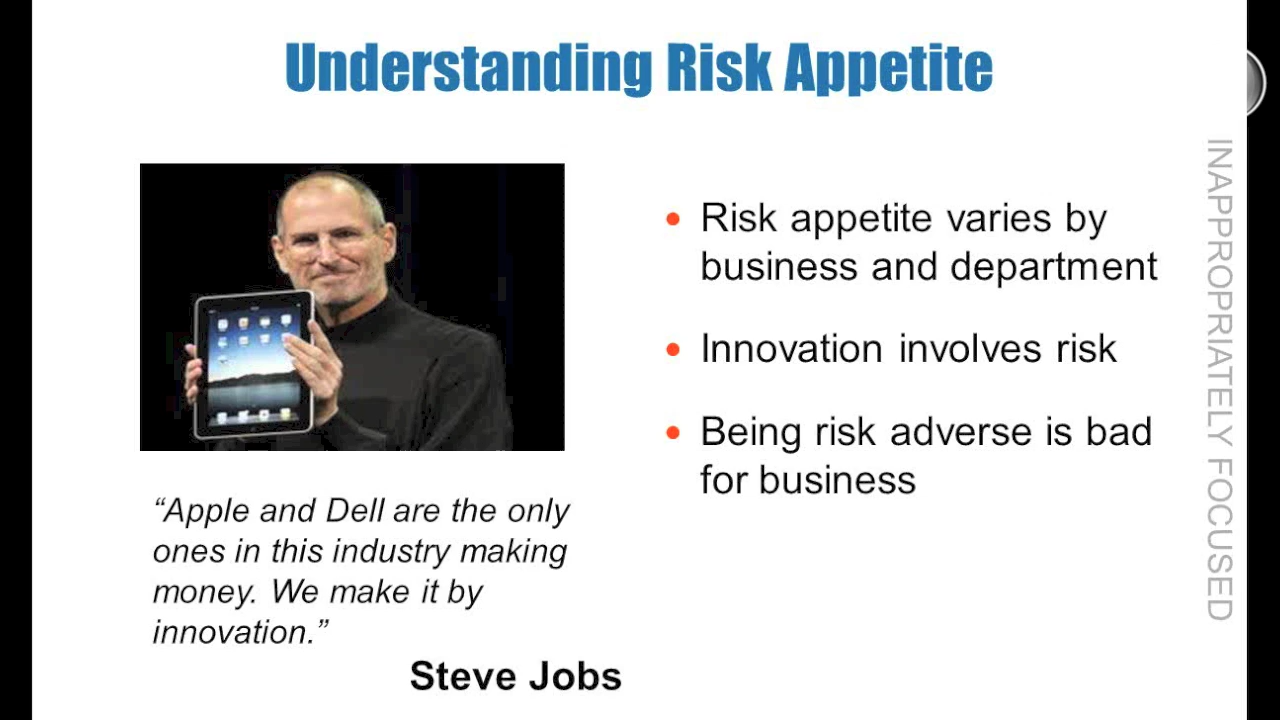 Understanding Risk Appetite
“Apple and Dell are the only
ones in this industry making
money. We make it by
innovation.”
Steve Jobs
• Risk appetite varies by
business and department
• Innovation involves risk
• Being risk adverse is bad
for business
INAPPROPRIATELY FOCUSED